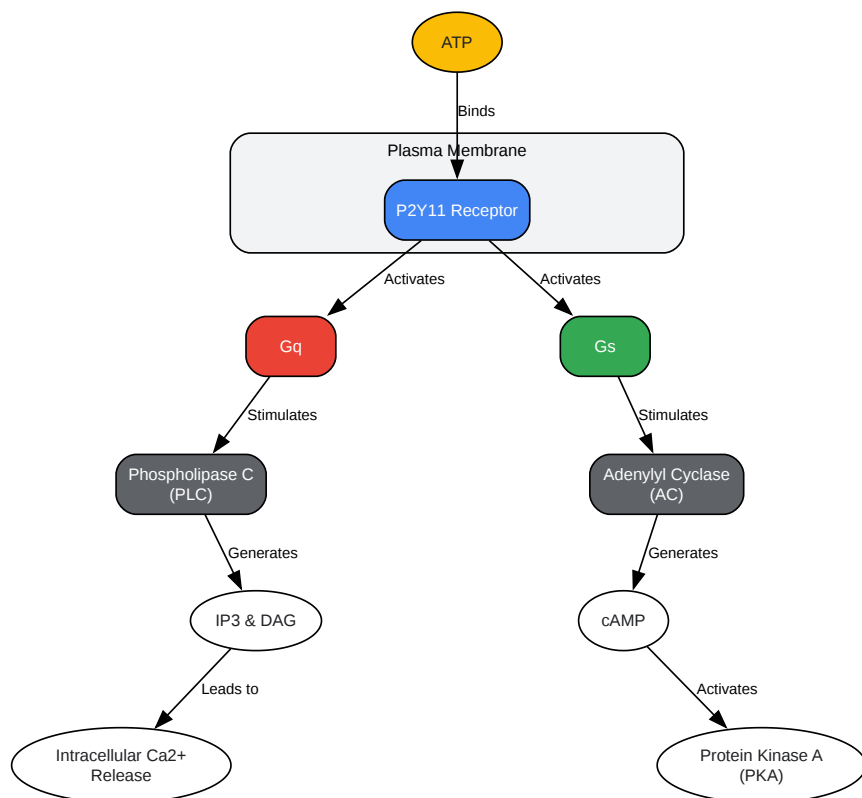 ATP
Binds
Plasma Membrane
P2Y11 Receptor
Activates
Activates
Gq
Gs
Stimulates
Stimulates
Phospholipase C
(PLC)
Adenylyl Cyclase
(AC)
Generates
Generates
IP3 & DAG
cAMP
Leads to
Activates
Intracellular Ca2+
Release
Protein Kinase A
(PKA)